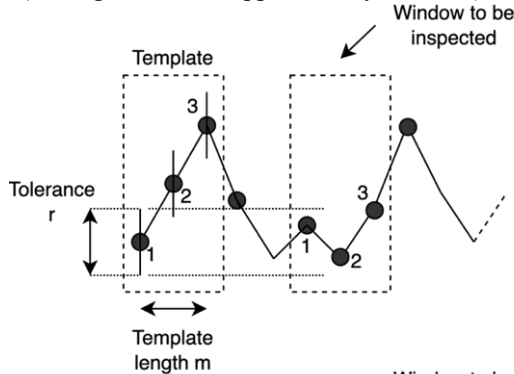 Window to be
inspected
Template
3
2
3
Tolerance
r
1
1
2
Template
length m